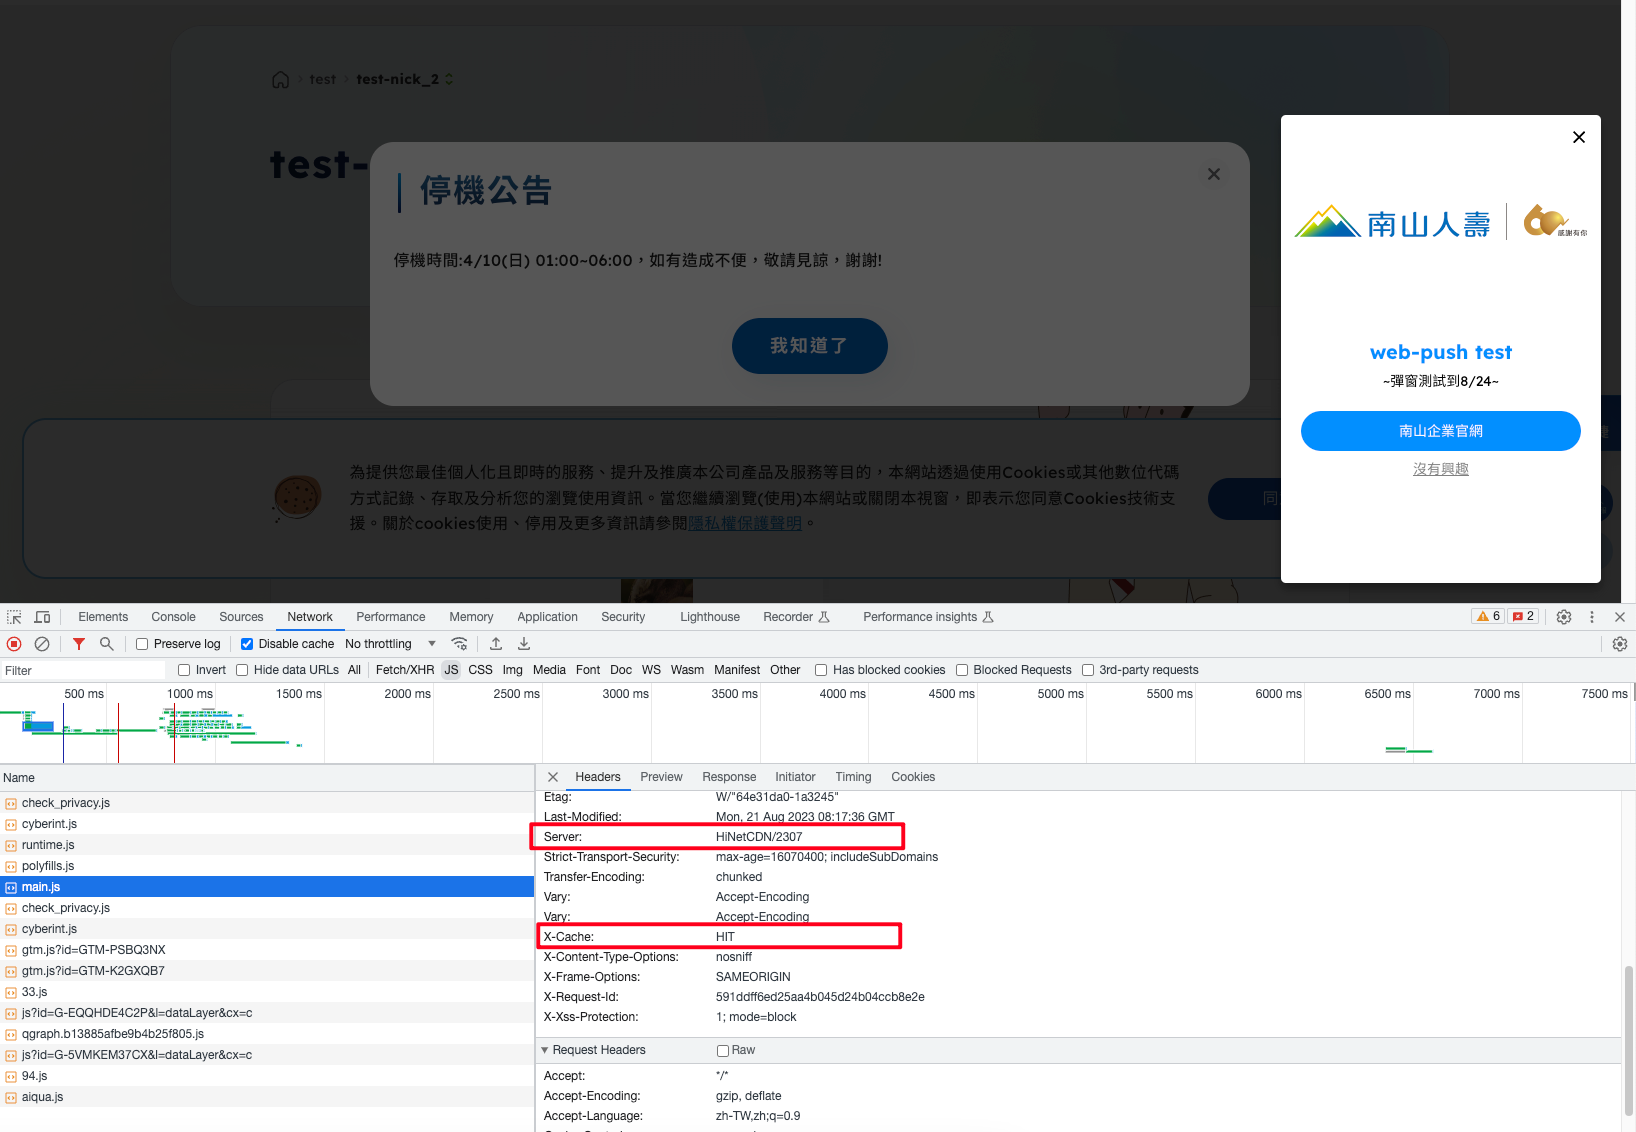 test
test-nick_2
test-
停機公告
停機時間:4/10(日) 01:00~06:00，如有造成不便，敬請見諒，謝謝!
我知道了
為提供您最佳個人化且即時的服務、提升及推廣本公司產品及服務等目的，本網站透過使用Cookies或其他數位代碼
方式記錄、存取及分析您的瀏覽使用資訊。當您繼續瀏覽(使用)本網站或關閉本視窗，即表示您同意Cookies技術支
援。關於cookies使用、停用及更多資訊請參閱隱私權保護聲明。
同
南山人壽
60
感謝有你
web-push test
~彈窗測試到8/24~
南山企業官網
沒有興趣
Elements Console Sources Network Performance Memory Application Security Lighthouse Recorder Performance insights 6 2
Preserve log Disable cache No throttling
Filter Invert Hide data URLs All Fetch/XHR JS CSS Img Media Font Doc WS Wasm Manifest Other Has blocked cookies Blocked Requests 3rd-party requests
500 ms 1000 ms 1500 ms 2000 ms 2500 ms 3000 ms 3500 ms 4000 ms 4500 ms 5000 ms 5500 ms 6000 ms 6500 ms 7000 ms 7500 ms
Name
check_privacy.js
cyberint.js
runtime.js
polyfills.js
main.js
check_privacy.js
cyberint.js
gtm.js?id=GTM-PSBQ3NX
gtm.js?id=GTM-K2GXQB7
33.js
js?id=G-EQQHDE4C2P&l=dataLayer&cx=c
qgraph.b13885afbe9b4b25f805.js
js?id=G-5VMKEM37CX&l=dataLayer&cx=c
94.js
aiqua.js
Headers Preview Response Initiator Timing Cookies
Etag: W/"64e31da0-1a3245"
Last-Modified: Mon, 21 Aug 2023 08:17:36 GMT
Server: HiNetCDN/2307
Strict-Transport-Security: max-age=16070400; includeSubDomains
Transfer-Encoding: chunked
Vary: Accept-Encoding
Vary: Accept-Encoding
X-Cache: HIT
X-Content-Type-Options: nosniff
X-Frame-Options: SAMEORIGIN
X-Request-Id: 591ddff6ed25aa4b045d24b04ccb8e2e
X-Xss-Protection: 1; mode=block
Request Headers Raw
Accept: */*
Accept-Encoding: gzip, deflate
Accept-Language: zh-TW,zh;q=0.9